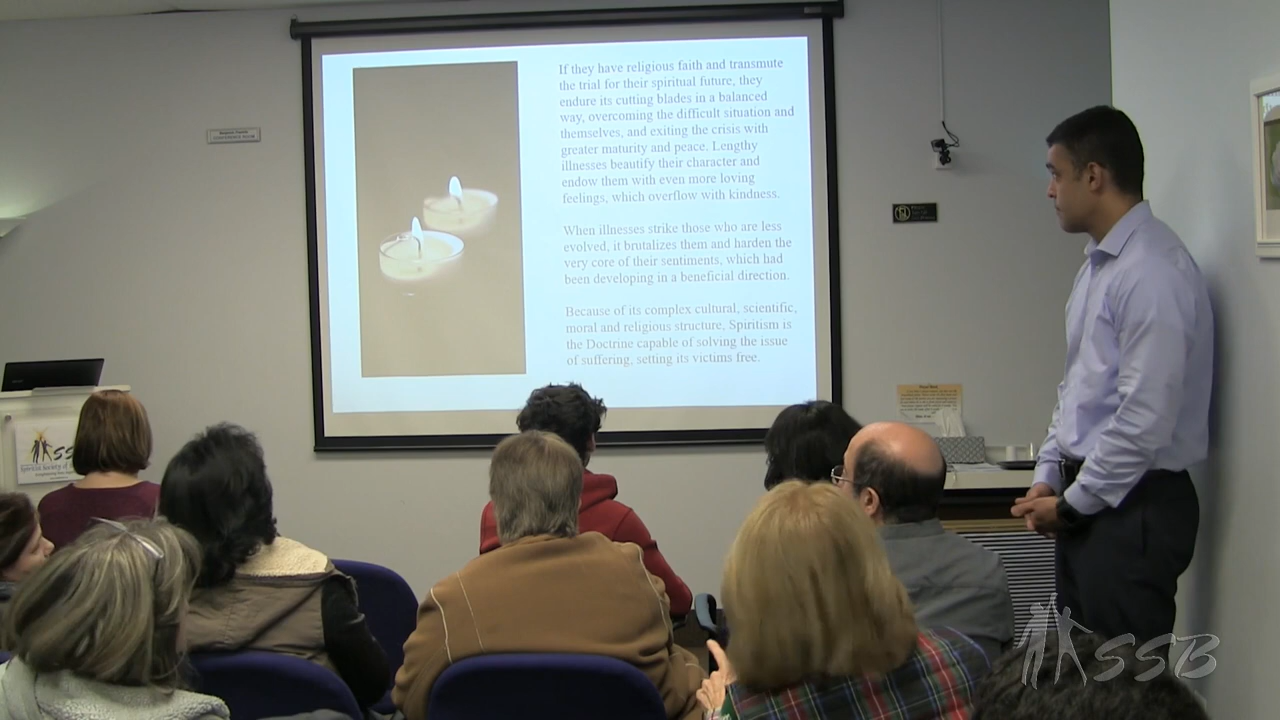 If they have religious faith and transmute
the trial for their spiritual future, they
endure its cutting blades in a balanced
way, overcoming the difficult situation and
themselves, and exiting the crisis with
greater maturity and peace. Lengthy
illnesses beautify their character and
endow them with even more loving
feelings, which overflow with kindness.
When illnesses strike those who are less
evolved, it brutalizes them and harden the
very core of their sentiments, which had
been developing in a beneficial direction.
Because of its complex cultural, scientific,
moral and religious structure, Spiritism is
the Doctrine capable of solving the issue
of suffering, setting its victims free.
CONFERENCE ROOM
SSB